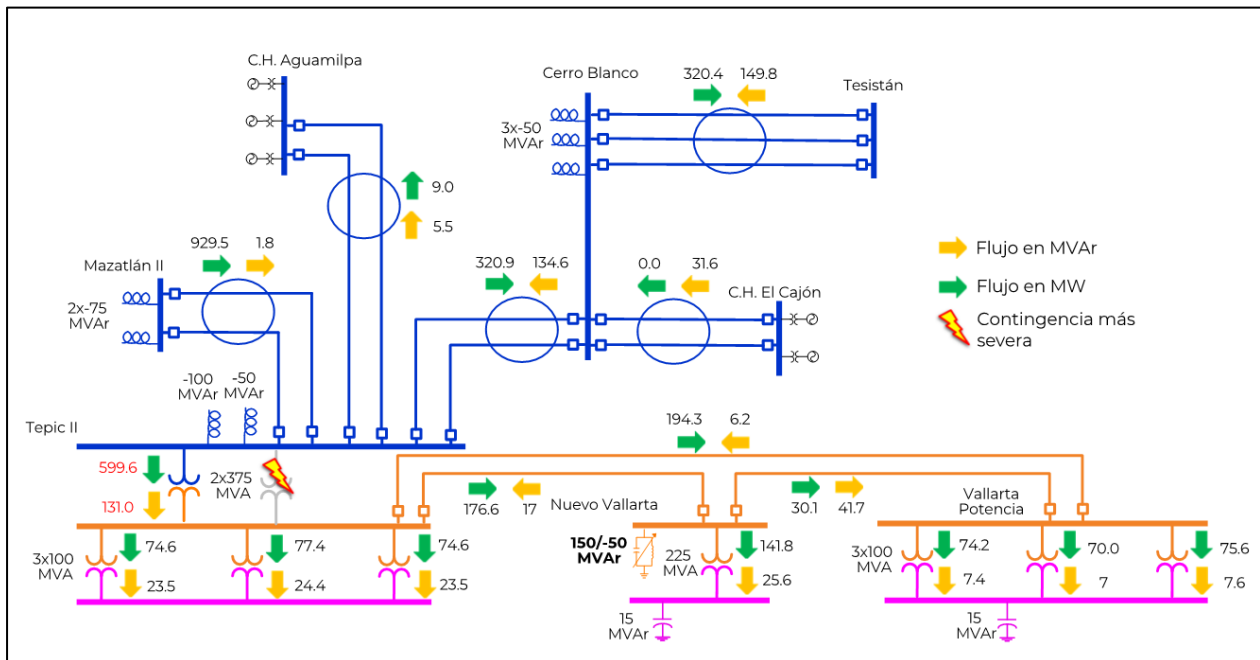 C.H. Aguamilpa
Cerro Blanco
320.4
149.8
Tesistán
3x-50
MVAr
9.0
5.5
929.5
1.8
Mazatlán II
2x-75
MVAr
320.9
134.6
0.0
31.6
C.H. El Cajón
Flujo en MVAr
Flujo en MW
Contingencia más
severa
-100
MVAr
-50
MVAr
Tepic II
194.3
6.2
599.6
2x375
MVA
131.0
176.6
17
Nuevo Vallarta
30.1
41.7
Vallarta
Potencia
3x100
MVA
74.6
77.4
74.6
23.5
24.4
23.5
150/-50
MVAr
225
MVA
141.8
25.6
3x100
MVA
74.2
70.0
75.6
7.4
7
7.6
15
MVAr
15
MVAr